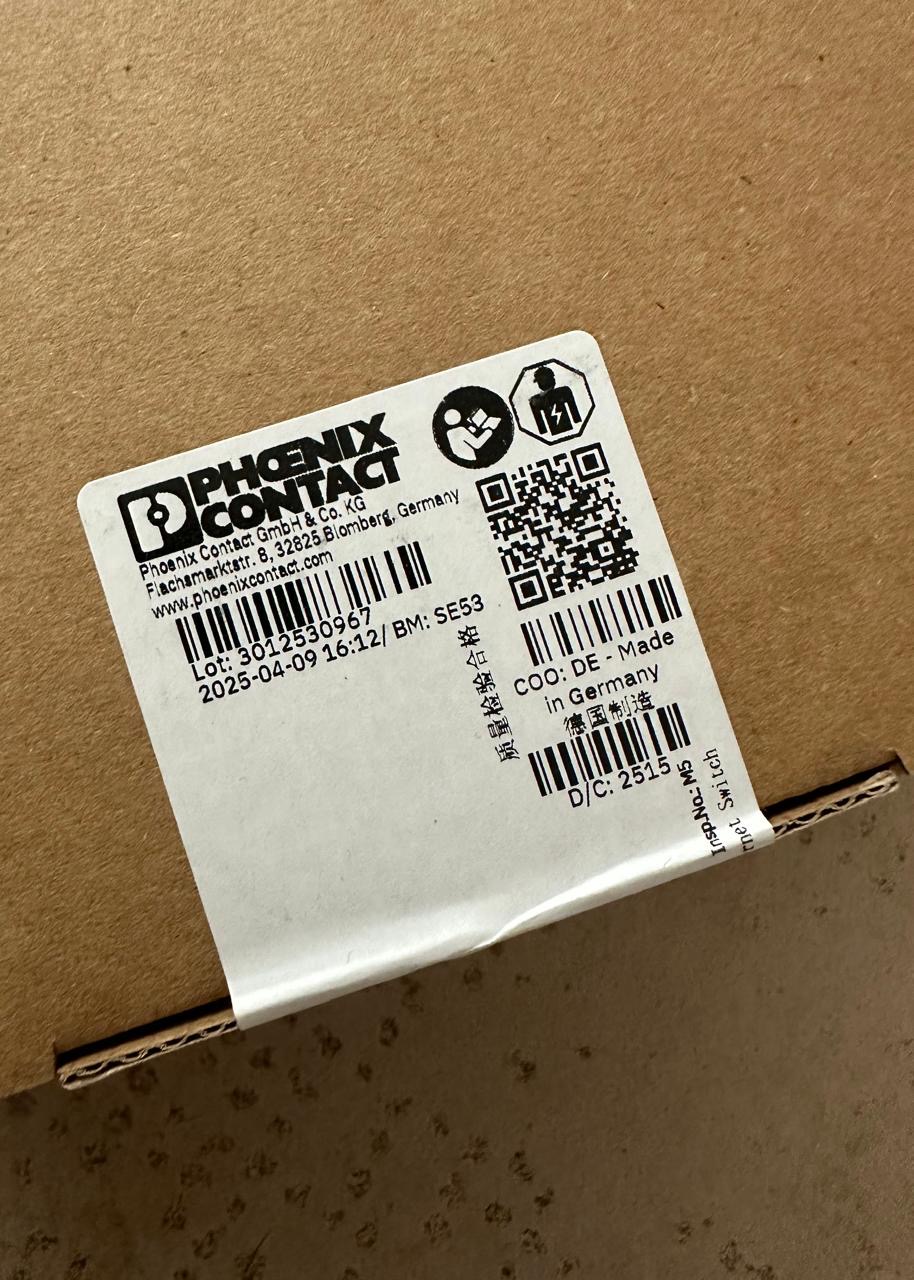 PHŒNIX
CONTACT
Phoenix Contact GmbH & Co. KG
Flachsmarktstr. 8, 32825 Blomberg, Germany
www.phoenixcontact.com
Lot: 3012530967
2025-04-09 16:12/ BM: SE53
质量检验合格
COO: DE - Made
in Germany
德国制造
D/C: 2515
Insp.No.: M5
Switch